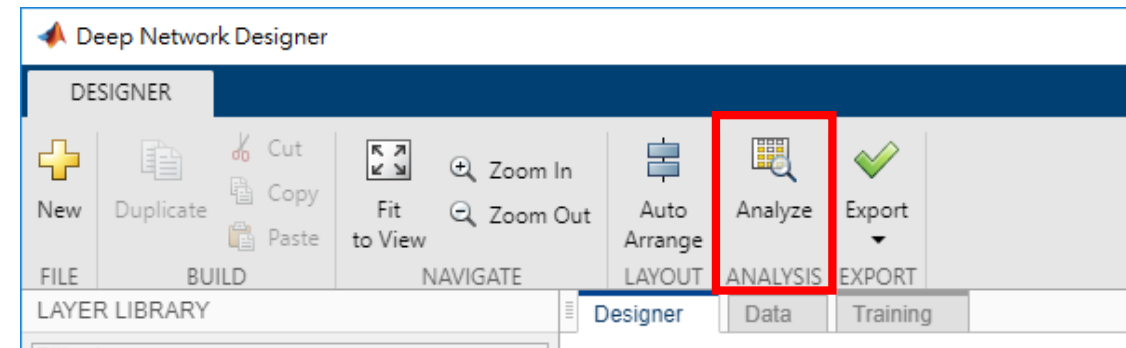 Deep Network Designer
DESIGNER
New
Duplicate
Cut
Copy
Paste
Fit
to View
Zoom In
Zoom Out
Auto
Arrange
Analyze
Export
FILE
BUILD
NAVIGATE
LAYOUT
ANALYSIS
EXPORT
LAYER LIBRARY
Designer
Data
Training